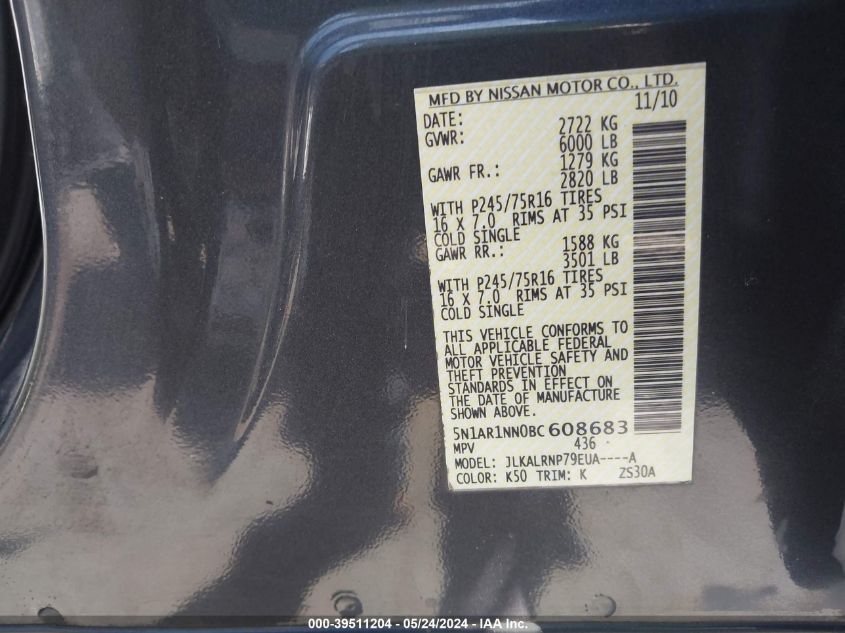 MFD BY NISSAN MOTOR CO., LTD.
DATE: 11/10
GVWR: 2722 KG
6000 LB
GAWR FR.: 1279 KG
2820 LB
WITH P245/75R16 TIRES
16 X 7.0 RIMS AT 35 PSI
COLD SINGLE
GAWR RR.: 1588 KG
3501 LB
WITH P245/75R16 TIRES
16 X 7.0 RIMS AT 35 PSI
COLD SINGLE
THIS VEHICLE CONFORMS TO
ALL APPLICABLE FEDERAL
MOTOR VEHICLE SAFETY AND
THEFT PREVENTION
STANDARDS IN EFFECT ON
THE DATE OF MANUFACTURE
SHOWN ABOVE.
5N1AR1NN0BC608683
MPV 436
MODEL: JLKALRNP79EUA----A
COLOR: K50 TRIM: K ZS30A
000-39511204 - 05/24/2024 - IAA Inc.